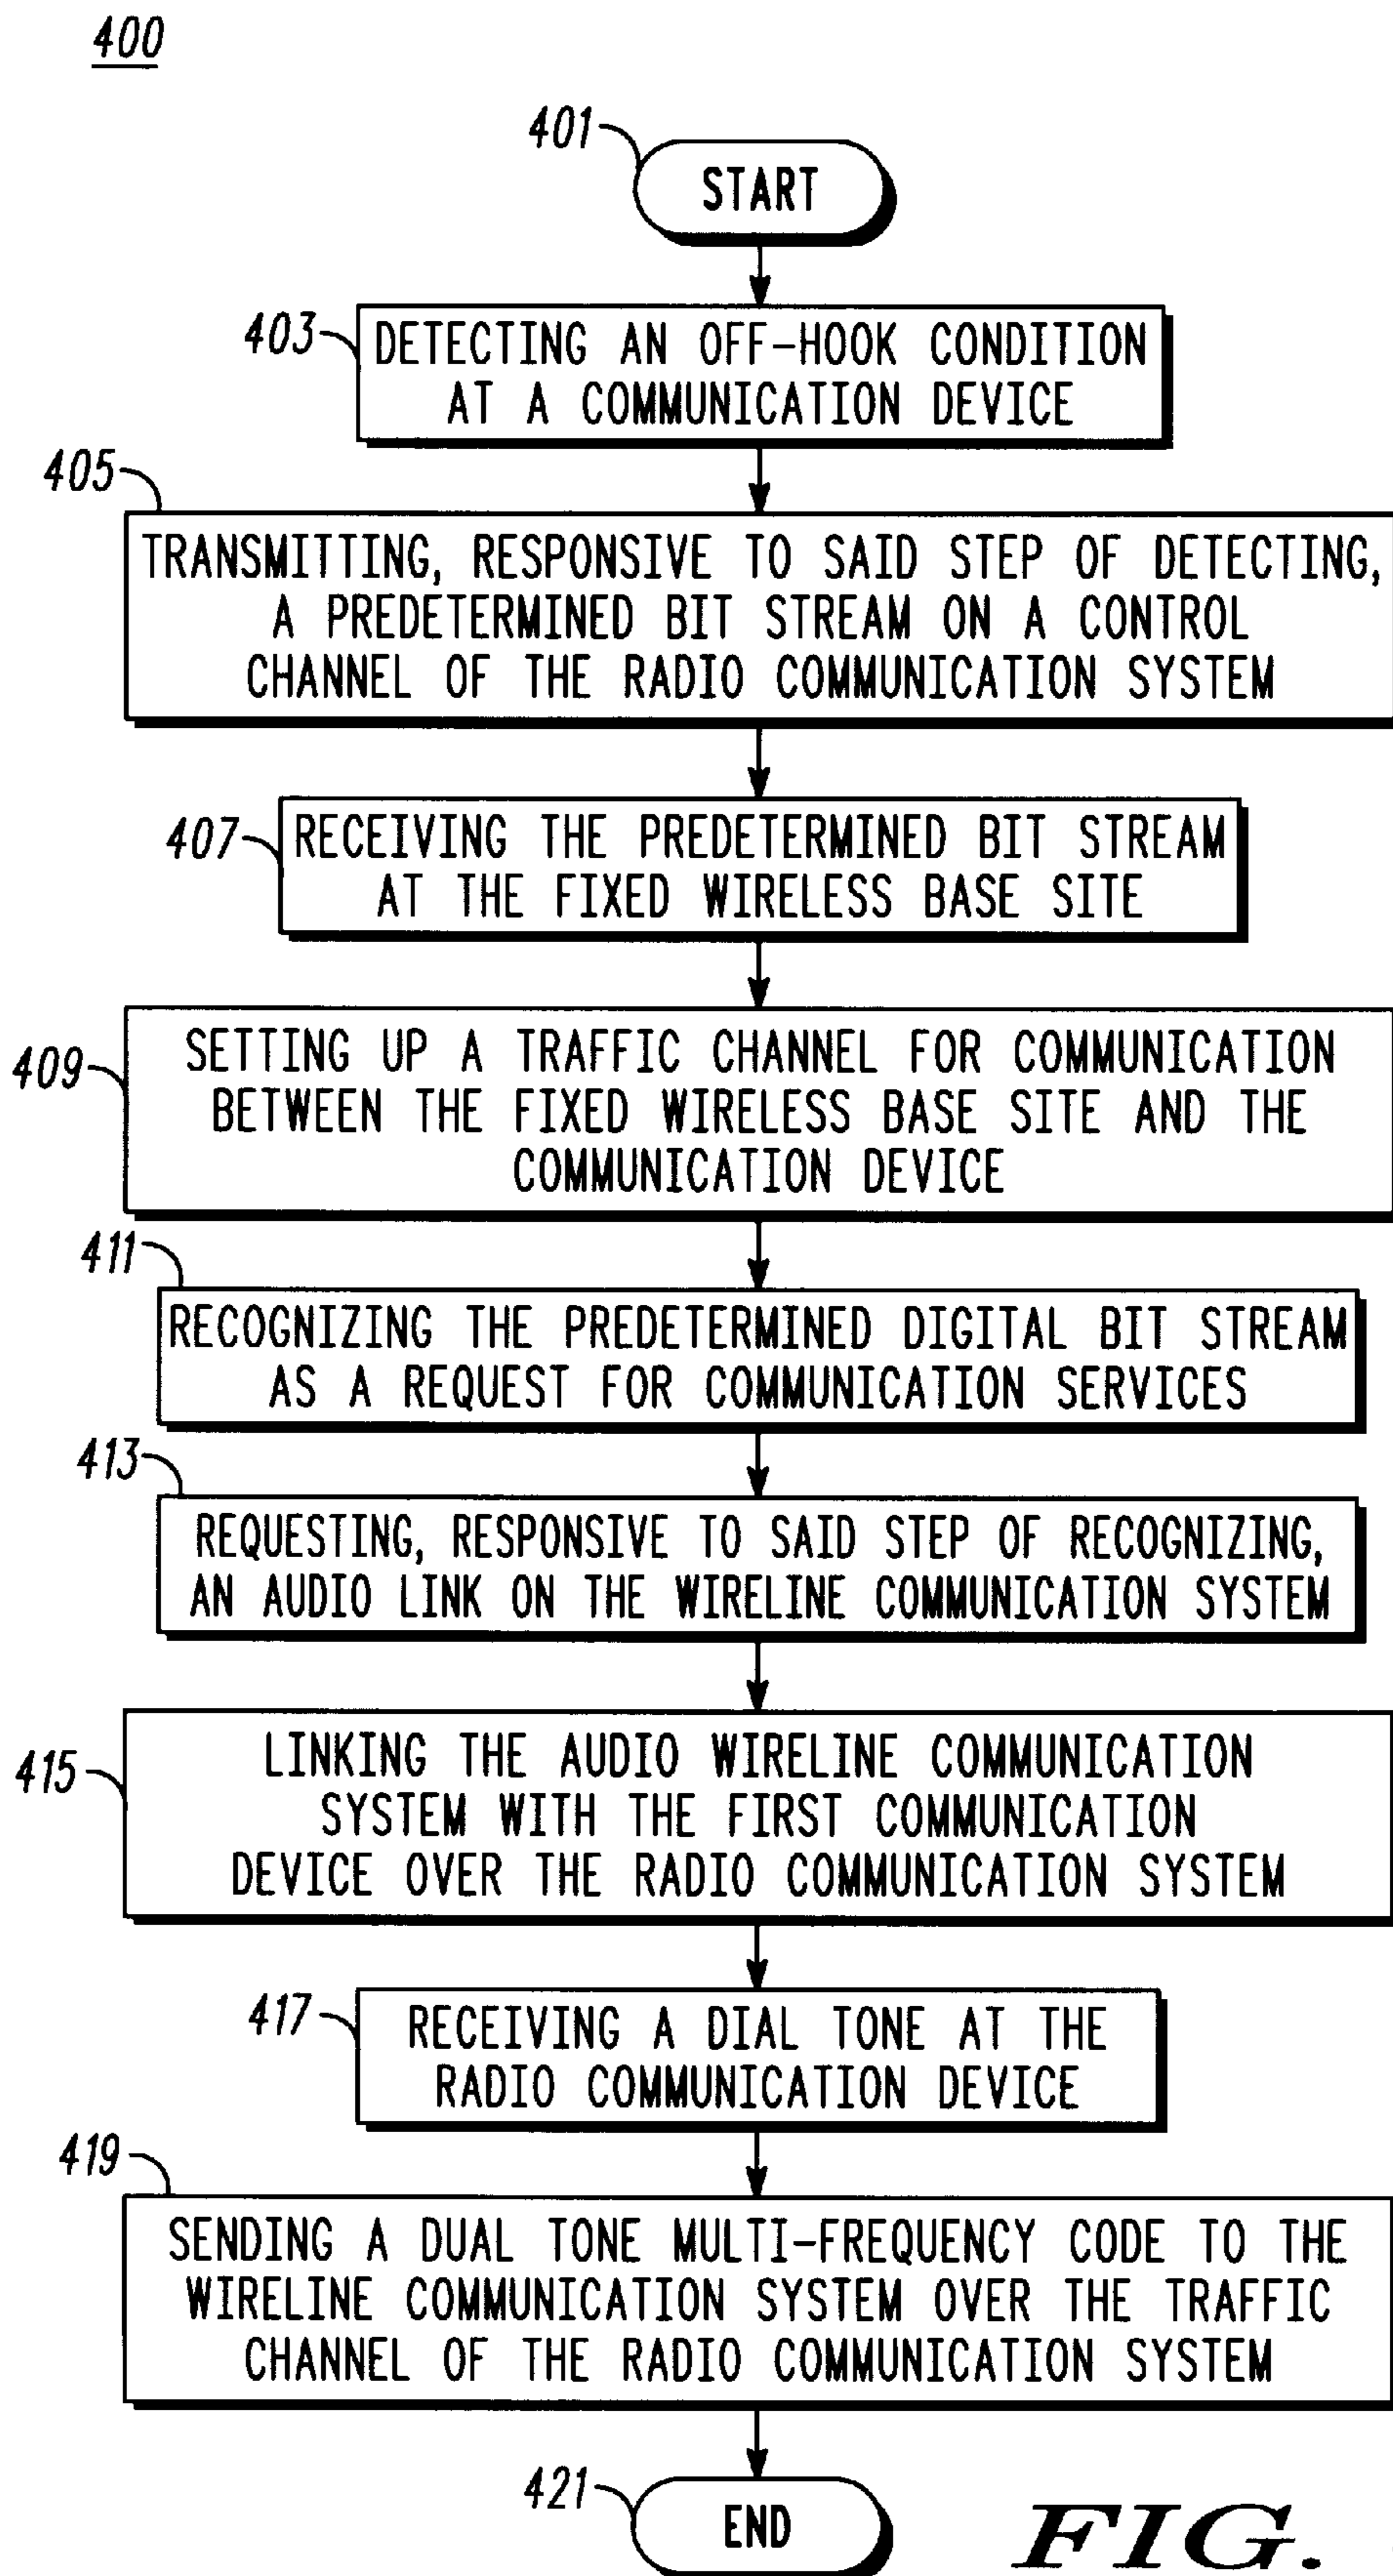 400
401
START
403
DETECTING AN OFF-HOOK CONDITION
AT A COMMUNICATION DEVICE
405
TRANSMITTING, RESPONSIVE TO SAID STEP OF DETECTING,
A PREDETERMINED BIT STREAM ON A CONTROL
CHANNEL OF THE RADIO COMMUNICATION SYSTEM
407
RECEIVING THE PREDETERMINED BIT STREAM
AT THE FIXED WIRELESS BASE SITE
409
SETTING UP A TRAFFIC CHANNEL FOR COMMUNICATION
BETWEEN THE FIXED WIRELESS BASE SITE AND THE
COMMUNICATION DEVICE
411
RECOGNIZING THE PREDETERMINED DIGITAL BIT STREAM
AS A REQUEST FOR COMMUNICATION SERVICES
413
REQUESTING, RESPONSIVE TO SAID STEP OF RECOGNIZING,
AN AUDIO LINK ON THE WIRELINE COMMUNICATION SYSTEM
415
LINKING THE AUDIO WIRELINE COMMUNICATION
SYSTEM WITH THE FIRST COMMUNICATION
DEVICE OVER THE RADIO COMMUNICATION SYSTEM
417
RECEIVING A DIAL TONE AT THE
RADIO COMMUNICATION DEVICE
419
SENDING A DUAL TONE MULTI-FREQUENCY CODE TO THE
WIRELINE COMMUNICATION SYSTEM OVER THE TRAFFIC
CHANNEL OF THE RADIO COMMUNICATION SYSTEM
421
END
FIG.